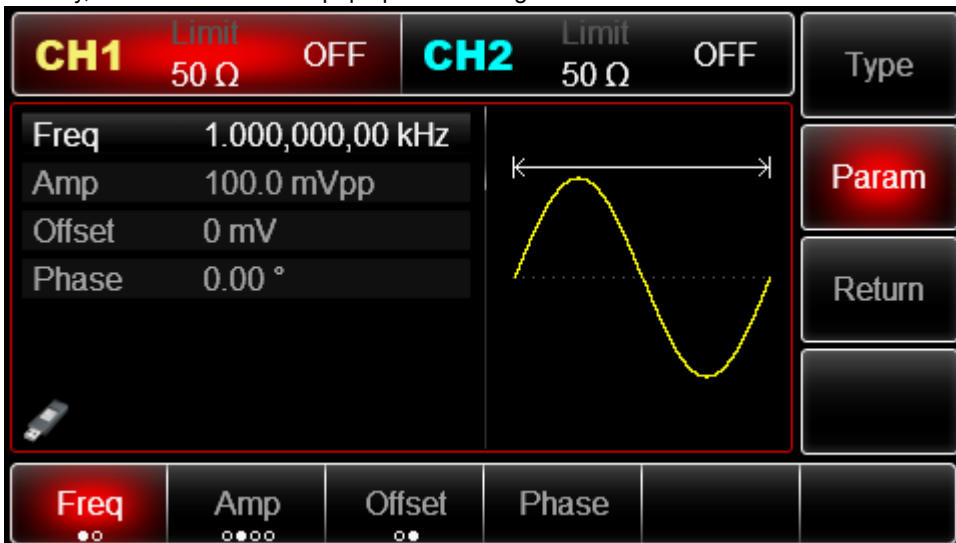 CH1 Limit 50 Ω OFF CH2 Limit 50 Ω OFF
Type
Freq 1.000,000,00 kHz
Amp 100.0 mVpp
Offset 0 mV
Phase 0.00 °
Param
Return
Freq Amp Offset Phase